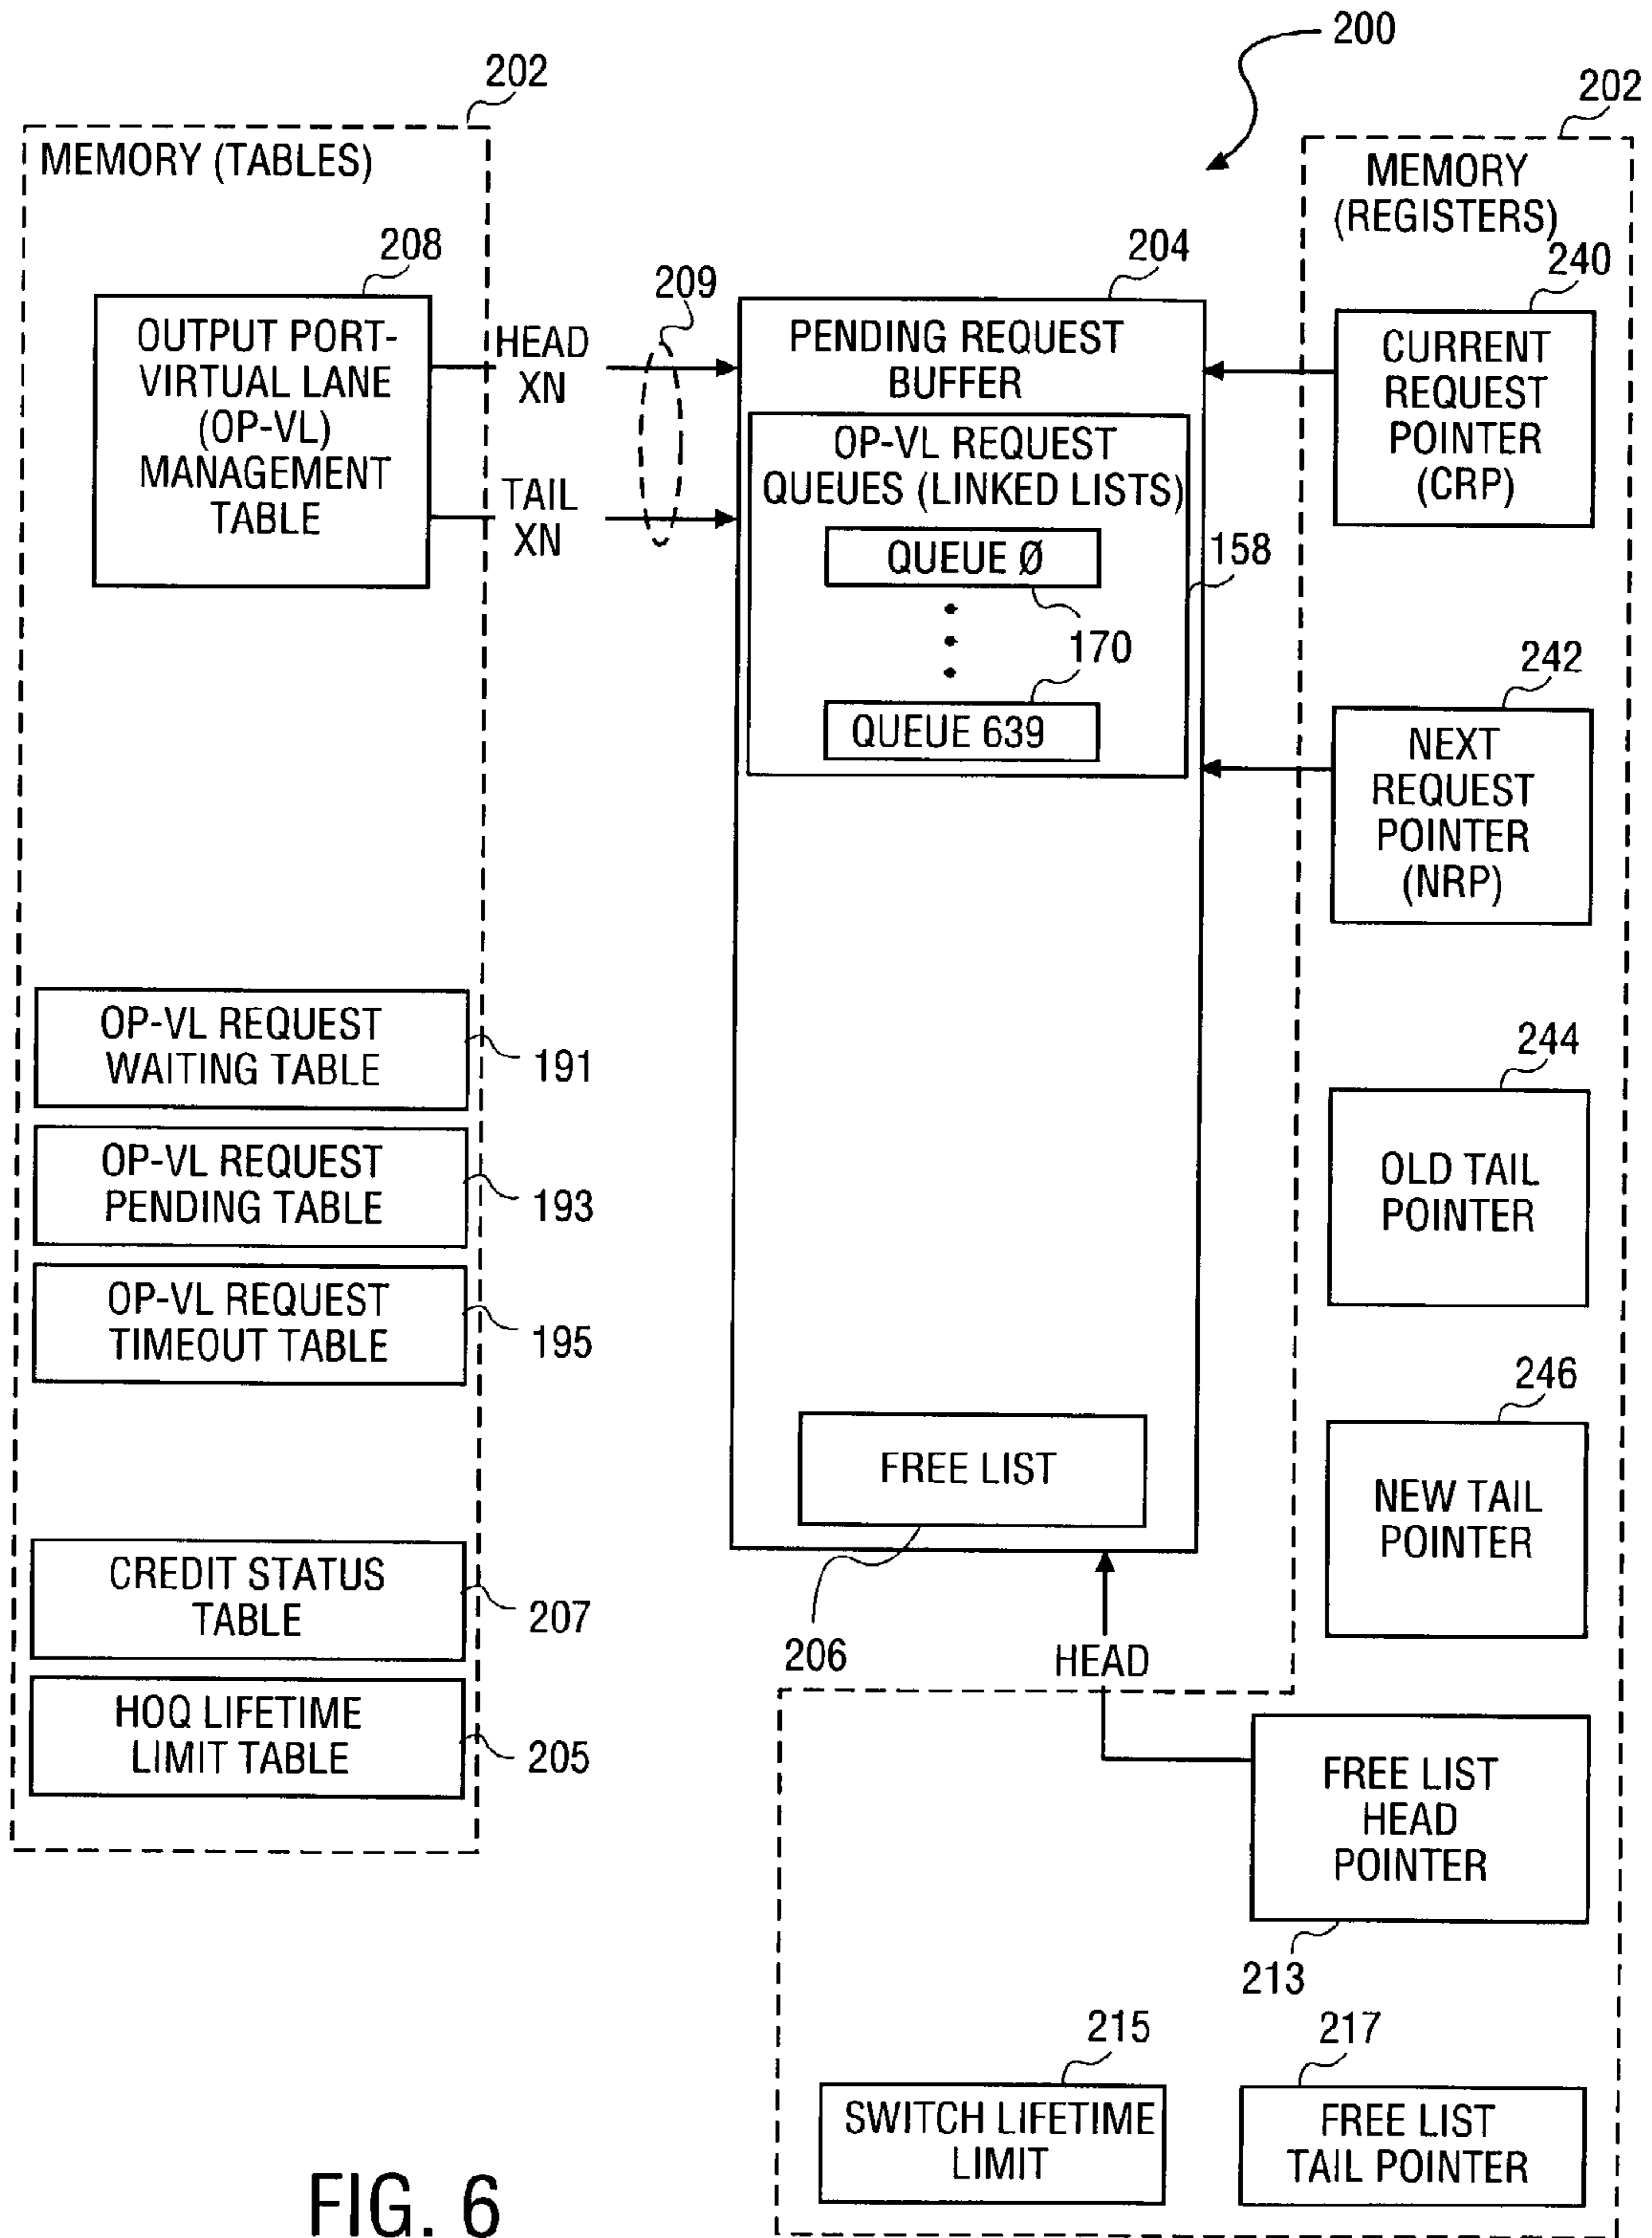 200
202
MEMORY (TABLES)
208
OUTPUT PORT-
VIRTUAL LANE
(OP-VL)
MANAGEMENT
TABLE
HEAD
XN
TAIL
XN
209
204
PENDING REQUEST
BUFFER
OP-VL REQUEST
QUEUES (LINKED LISTS)
QUEUE Ø
170
QUEUE 639
158
202
MEMORY
(REGISTERS)
240
CURRENT
REQUEST
POINTER
(CRP)
242
NEXT
REQUEST
POINTER
(NRP)
OP-VL REQUEST
WAITING TABLE
191
OP-VL REQUEST
PENDING TABLE
193
OP-VL REQUEST
TIMEOUT TABLE
195
244
OLD TAIL
POINTER
246
NEW TAIL
POINTER
FREE LIST
206
HEAD
CREDIT STATUS
TABLE
207
HOQ LIFETIME
LIMIT TABLE
205
FREE LIST
HEAD
POINTER
213
215
SWITCH LIFETIME
LIMIT
217
FREE LIST
TAIL POINTER
FIG. 6